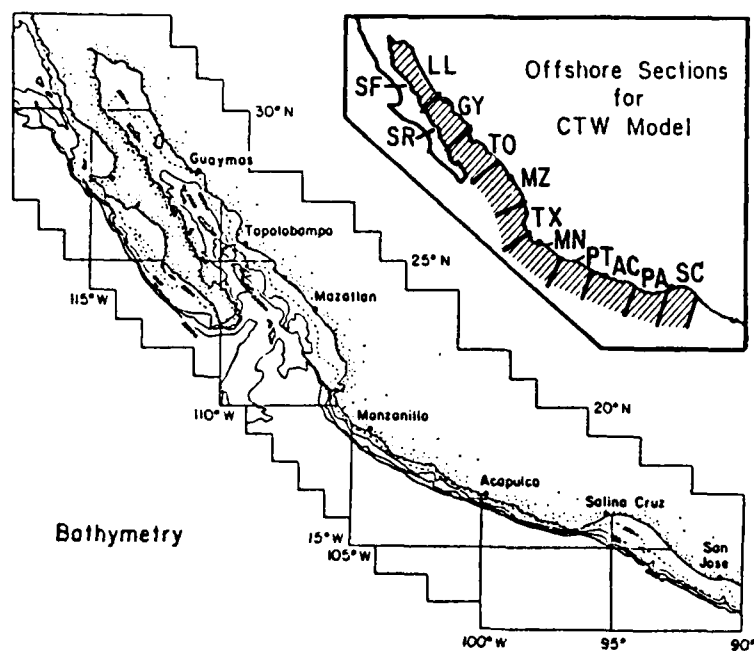 Offshore Sections
for
CTW Model
LL
SF
GY
SR
TO
MZ
TX
MN
PT
AC
PA
SC
30° N
Guaymas
Topolobampo
25° N
115° W
Mazatlan
110° W
20° N
Manzanillo
Acapulco
Salina Cruz
Bathymetry
15° W
105° W
San
Jose
100° W
95°
90°